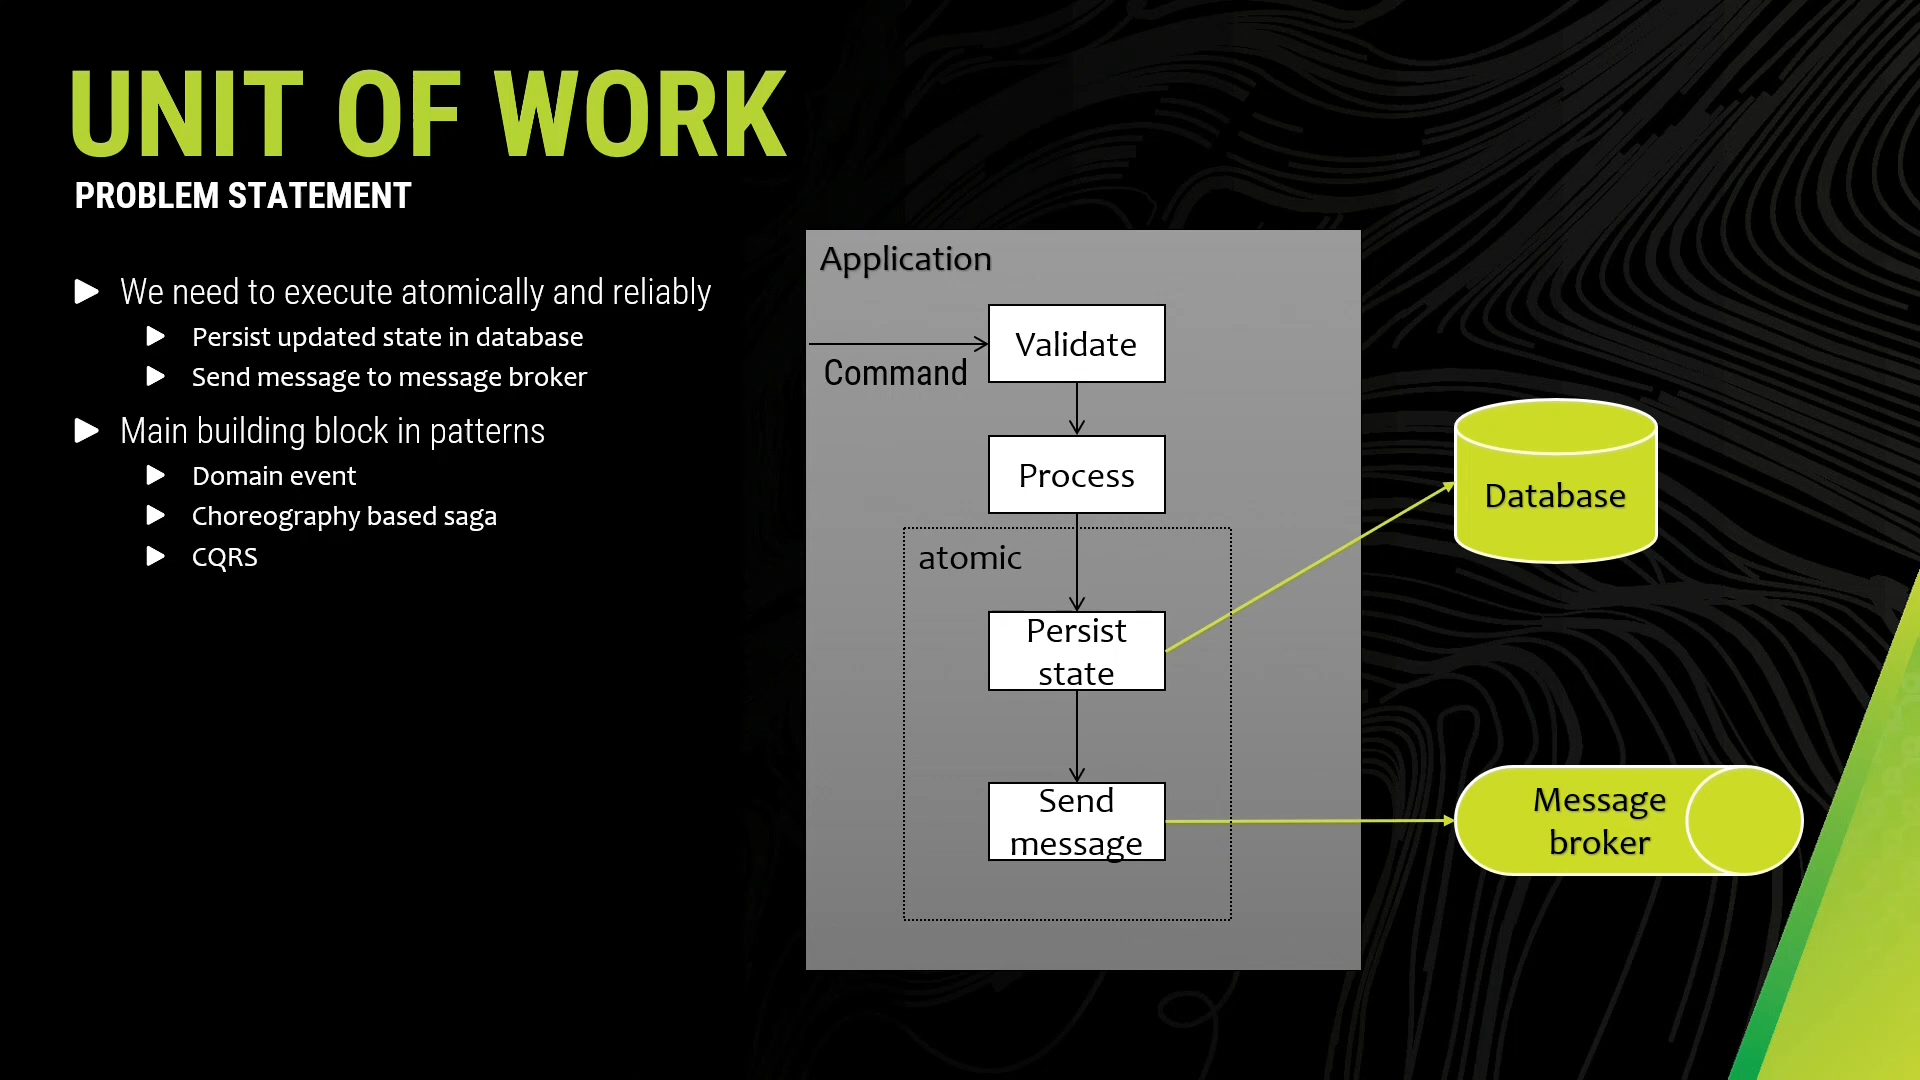 UNIT OF WORK
PROBLEM STATEMENT
We need to execute atomically and reliably
Persist updated state in database
Send message to message broker
Main building block in patterns
Domain event
Choreography based saga
CQRS
Application
Command
Validate
Process
atomic
Persist
state
Send
message
Database
Message
broker